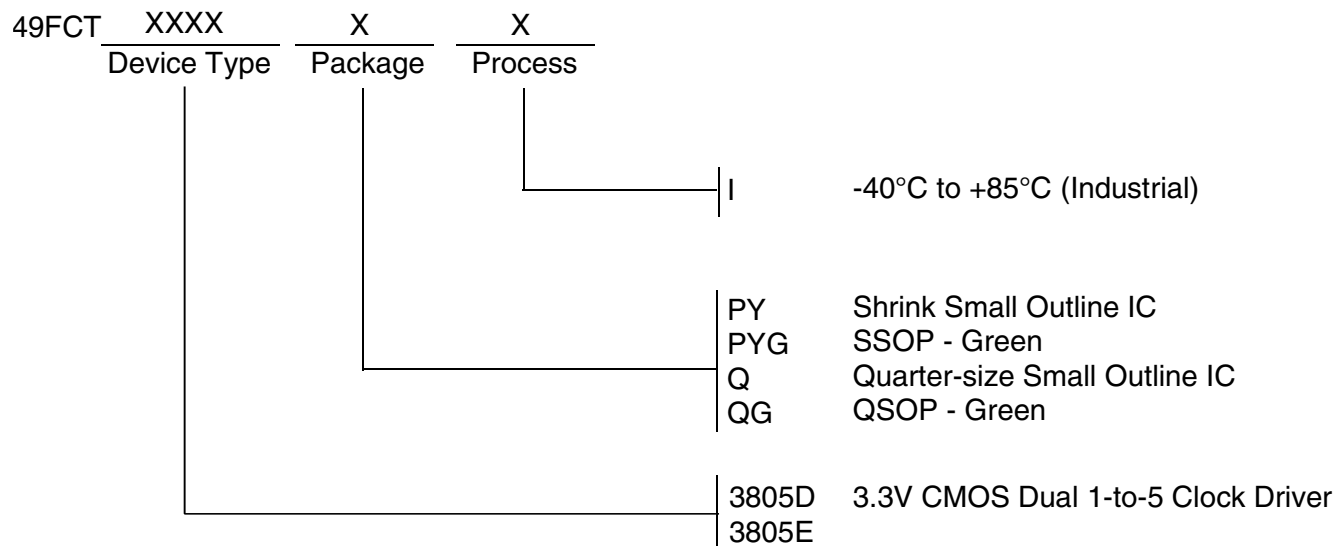 49FCT XXXX X X
Device Type Package Process
I -40°C to +85°C (Industrial)
PY Shrink Small Outline IC
PYG SSOP - Green
Q Quarter-size Small Outline IC
QG QSOP - Green
3805D 3.3V CMOS Dual 1-to-5 Clock Driver
3805E